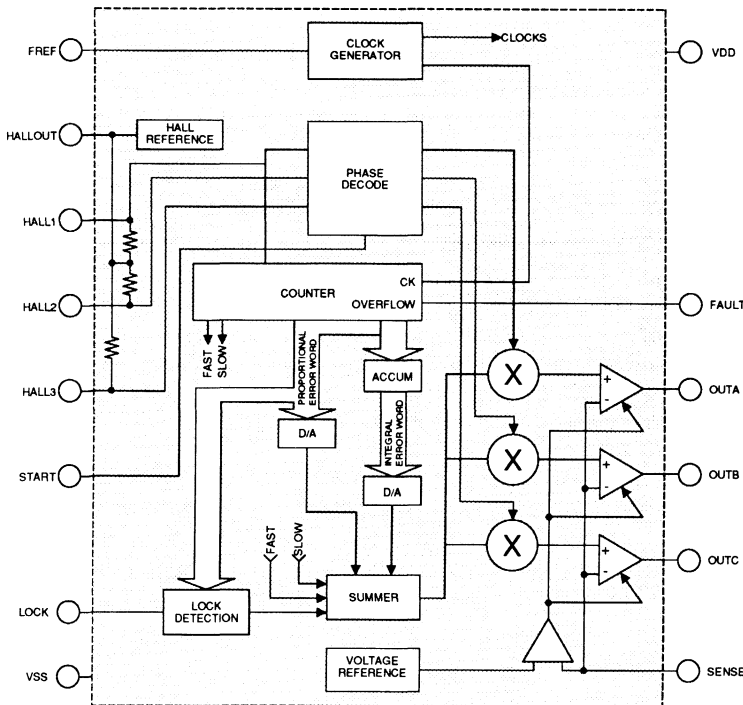 FREF
CLOCK
GENERATOR
CLOCKS
VDD
HALLOUT
HALL
REFERENCE
PHASE
DECODE
HALL1
CK
COUNTER
OVERFLOW
HALL2
FAULT
FAST
SLOW
PROPORTIONAL
ERROR WORD
ACCUM
X
+
-
OUTA
HALL3
D/A
INTEGRAL
ERROR WORD
X
+
-
OUTB
START
D/A
FAST
SLOW
X
+
-
OUTC
SUMMER
LOCK
LOCK
DETECTION
VOLTAGE
REFERENCE
VSS
SENSE